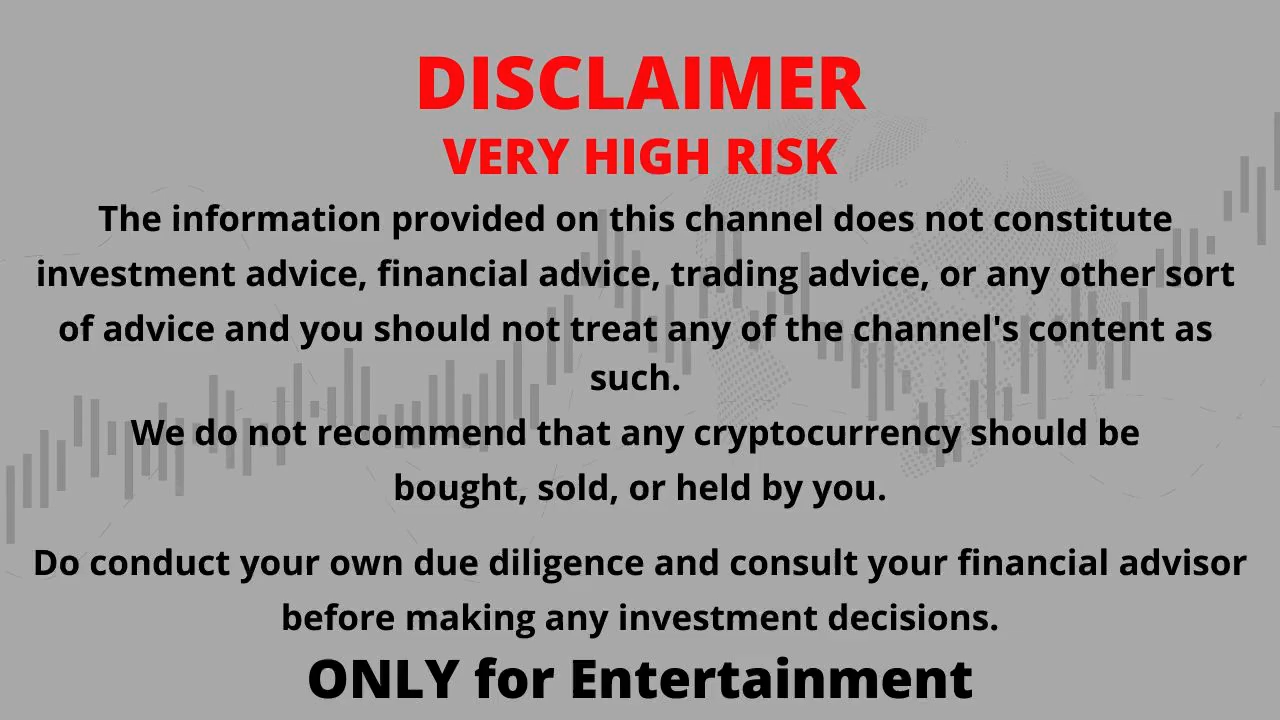 DISCLAIMER
VERY HIGH RISK
The information provided on this channel does not constitute
investment advice, financial advice, trading advice, or any other sort
of advice and you should not treat any of the channel's content as
such.
We do not recommend that any cryptocurrency should be
bought, sold, or held by you.
Do conduct your own due diligence and consult your financial advisor
before making any investment decisions.
ONLY for Entertainment